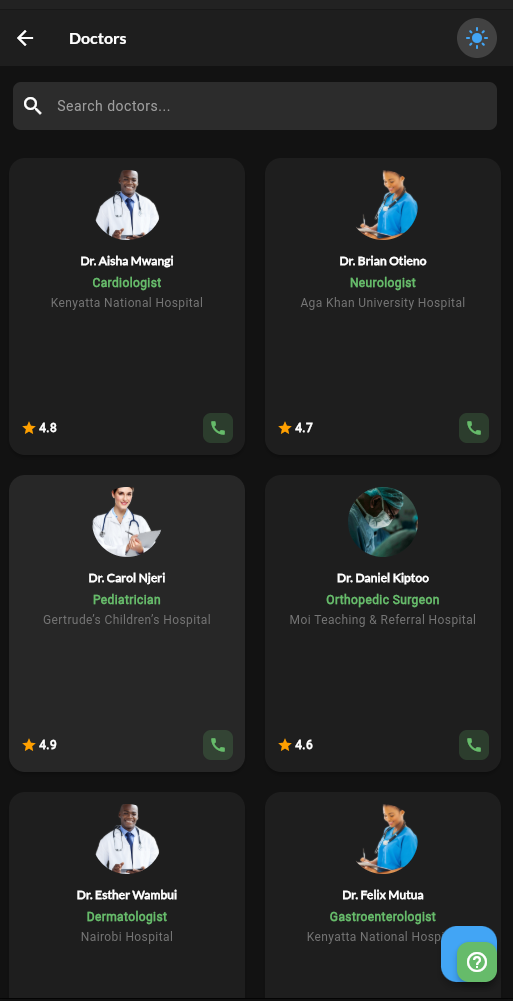 Doctors
Search doctors...
Dr. Aisha Mwangi
Cardiologist
Kenyatta National Hospital
4.8
Dr. Brian Otieno
Neurologist
Aga Khan University Hospital
4.7
Dr. Carol Njeri
Pediatrician
Gertrude's Children's Hospital
4.9
Dr. Daniel Kiptoo
Orthopedic Surgeon
Moi Teaching & Referral Hospital
4.6
Dr. Esther Wambui
Dermatologist
Nairobi Hospital
Dr. Felix Mutua
Gastroenterologist
Kenyatta National